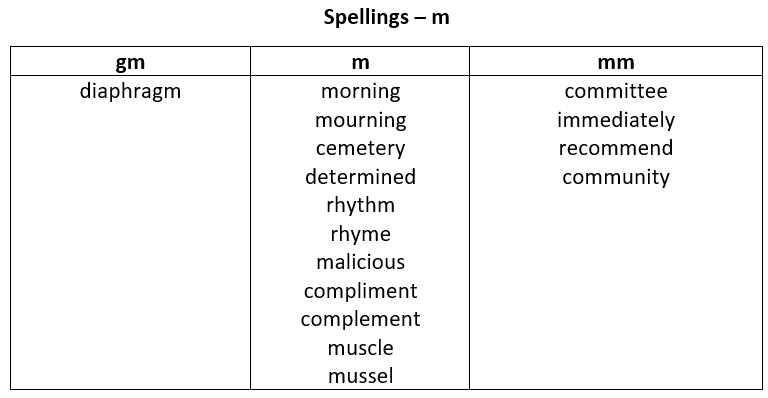 Spellings – m
gm m mm
diaphragm morning committee
mourning immediately
cemetery recommend
determined community
rhythm
rhyme
malicious
compliment
complement
muscle
mussel